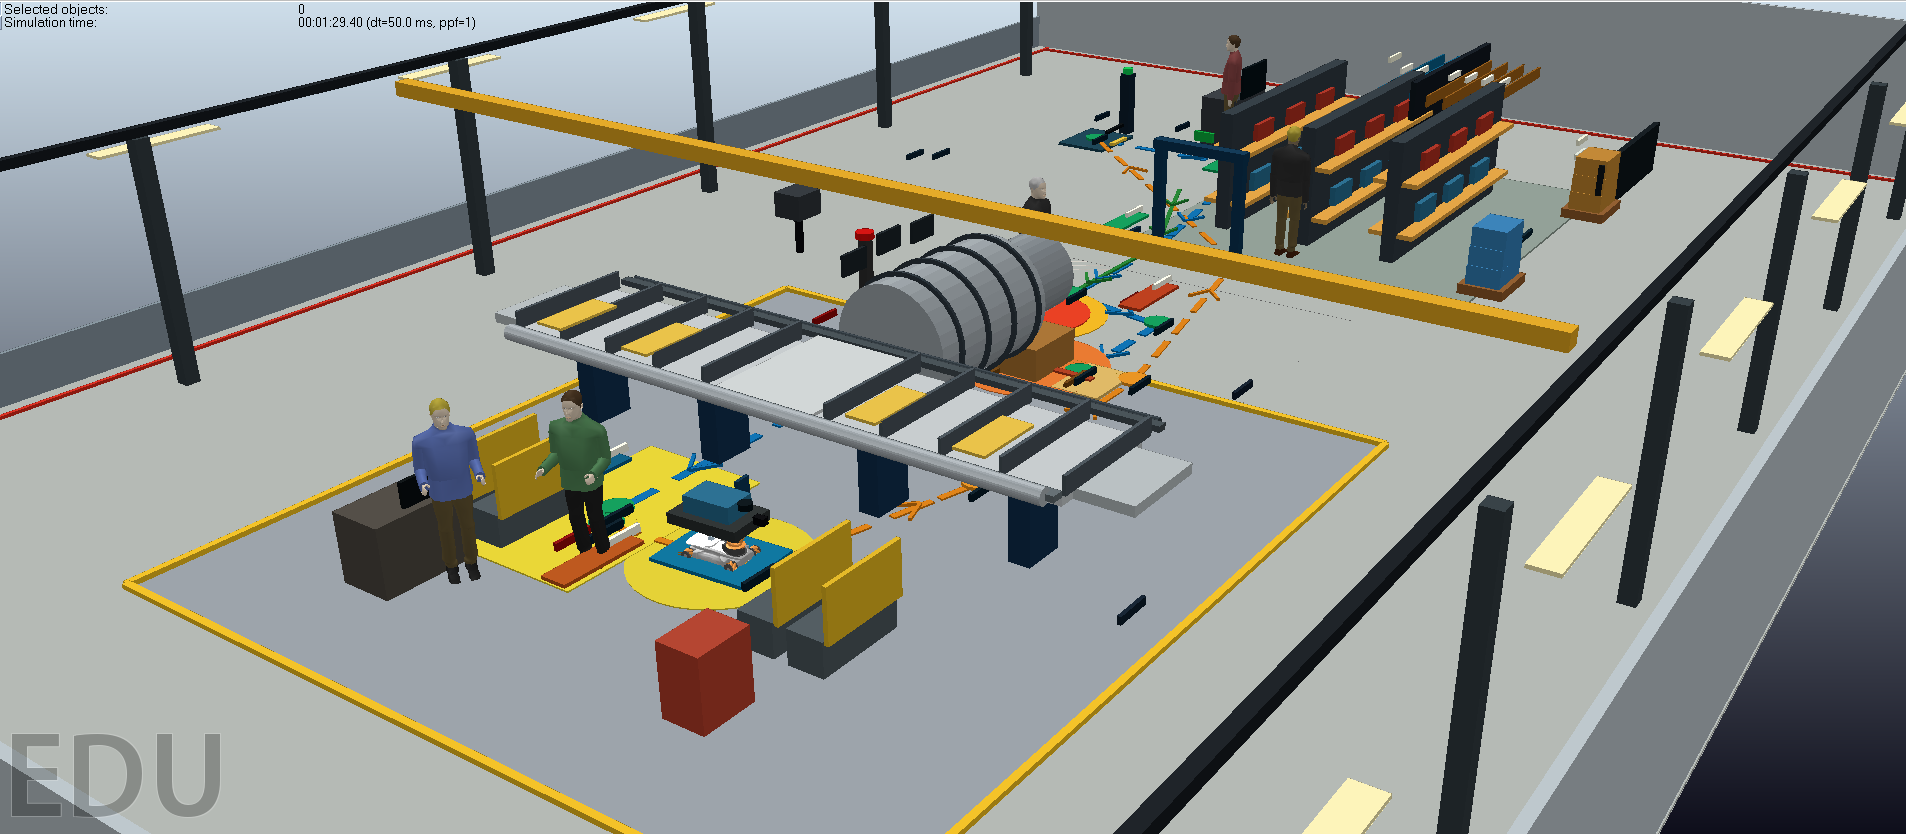 Selected objects: 0
Simulation time: 00:01:29.40 (dt=50.0 ms, ppf=1)
EDU